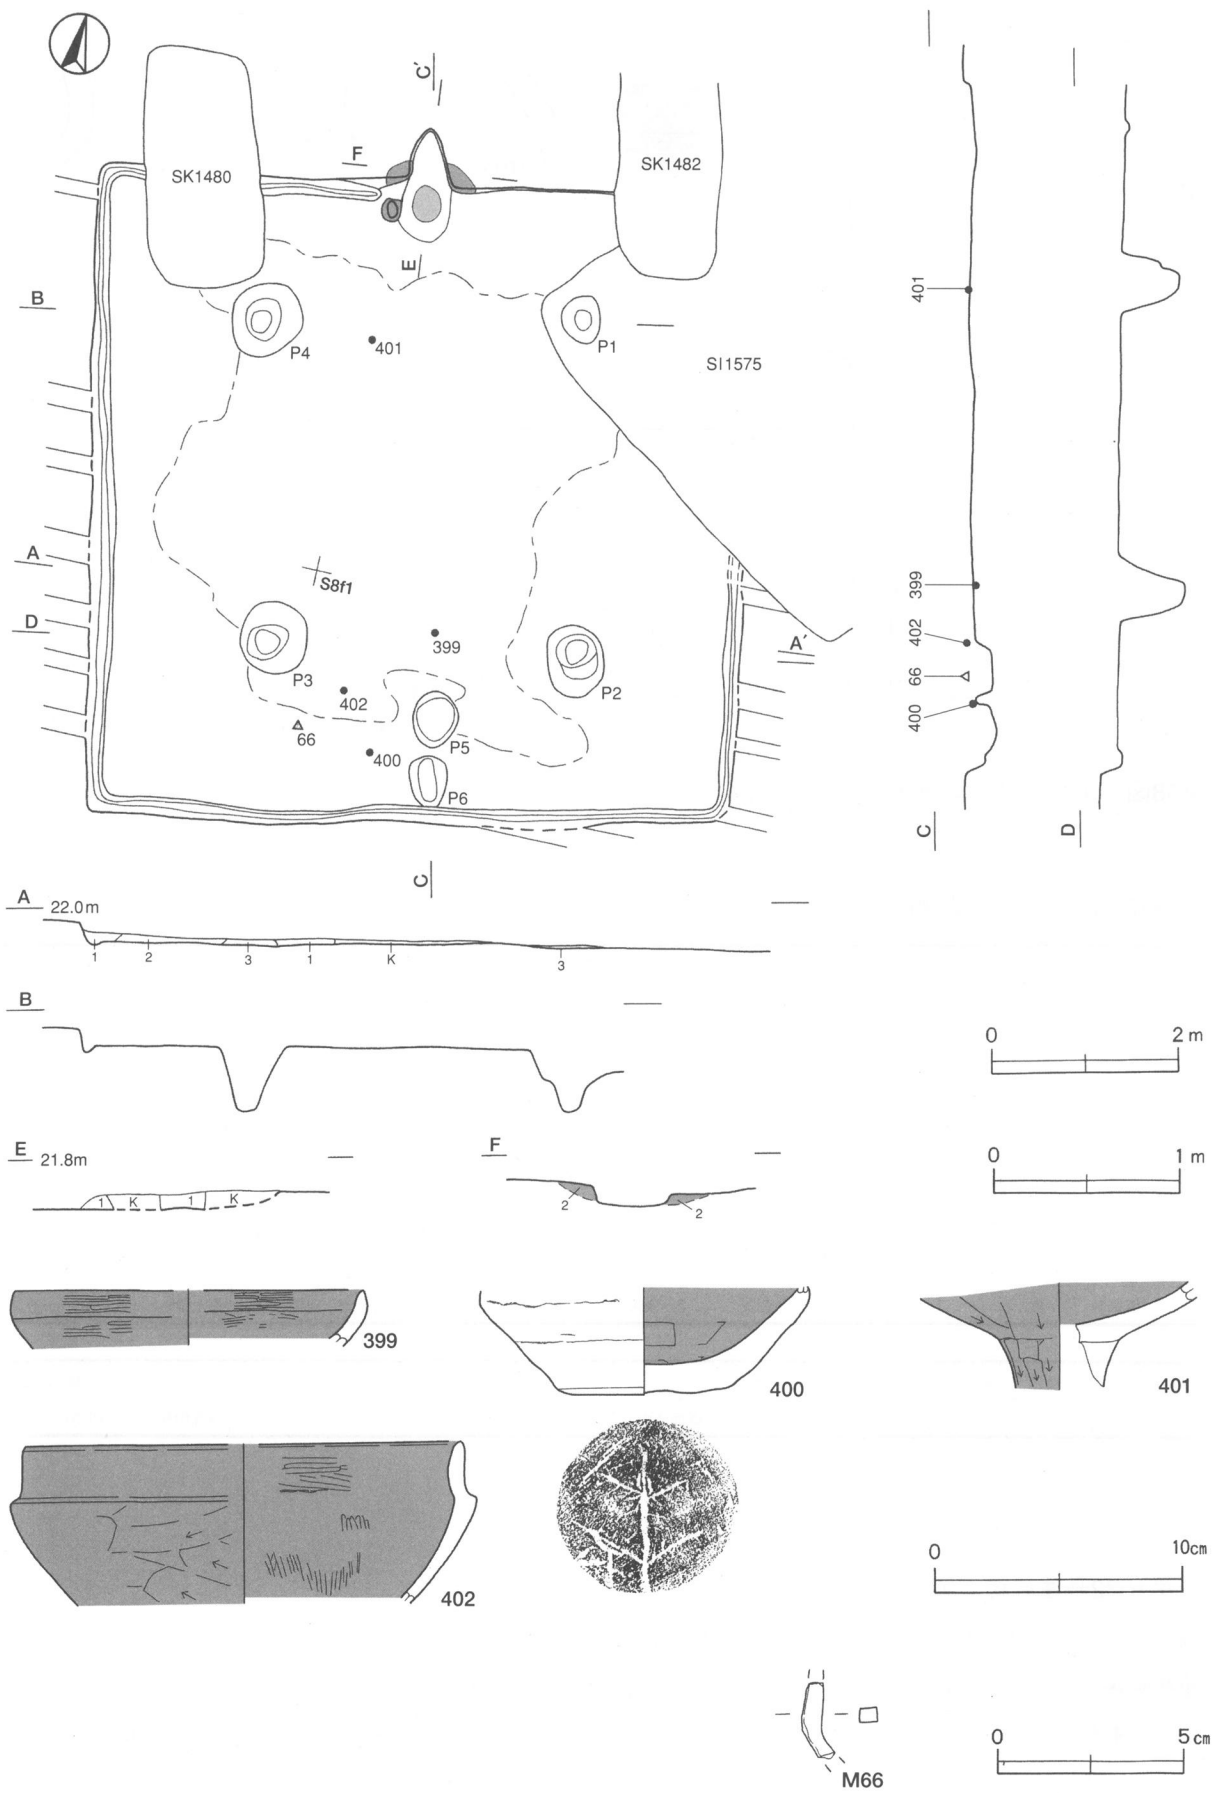 C′
F
SK1480
SK1482
E
B
401
P4
401
P1
SI1575
A
S8f1
D
399
A′
399
402
66
400
P3
402
P2
66
P5
400
P6
C
D
C
A 22.0m
1 2 3 1 K 3
B
0 2m
E 21.8m
F
1 K 1 K
2 2
0 1m
399
400
401
402
0 10cm
0 5cm
M66